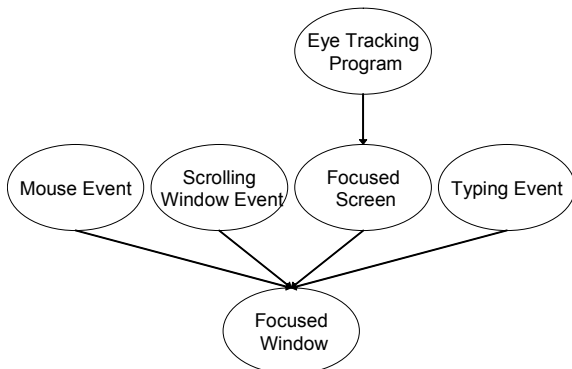 Eye Tracking
Program
Mouse Event
Scrolling
Window Event
Focused
Screen
Typing Event
Focused
Window